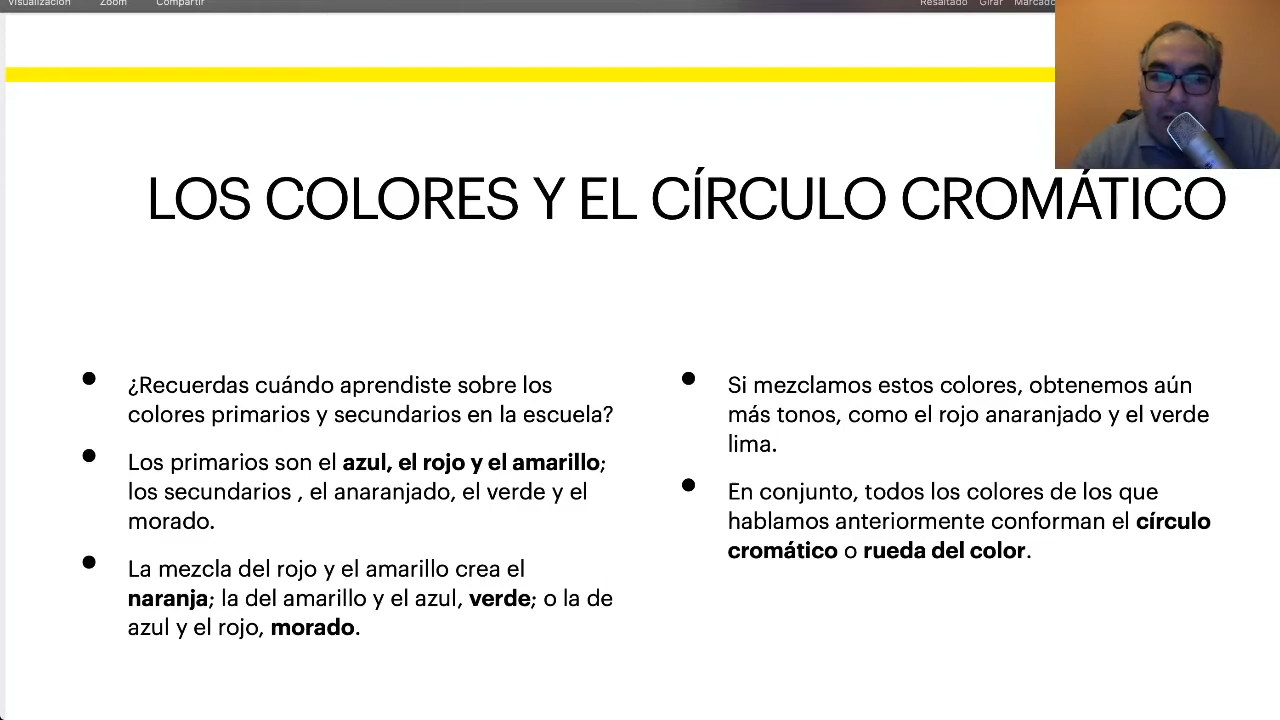 Visualización Zoom Compartir
Resaltado Girar
LOS COLORES Y EL CÍRCULO CROMÁTICO
¿Recuerdas cuándo aprendiste sobre los
colores primarios y secundarios en la escuela?
Los primarios son el azul, el rojo y el amarillo;
los secundarios , el anaranjado, el verde y el
morado.
La mezcla del rojo y el amarillo crea el
naranja; la del amarillo y el azul, verde; o la de
azul y el rojo, morado.
Si mezclamos estos colores, obtenemos aún
más tonos, como el rojo anaranjado y el verde
lima.
En conjunto, todos los colores de los que
hablamos anteriormente conforman el círculo
cromático o rueda del color.